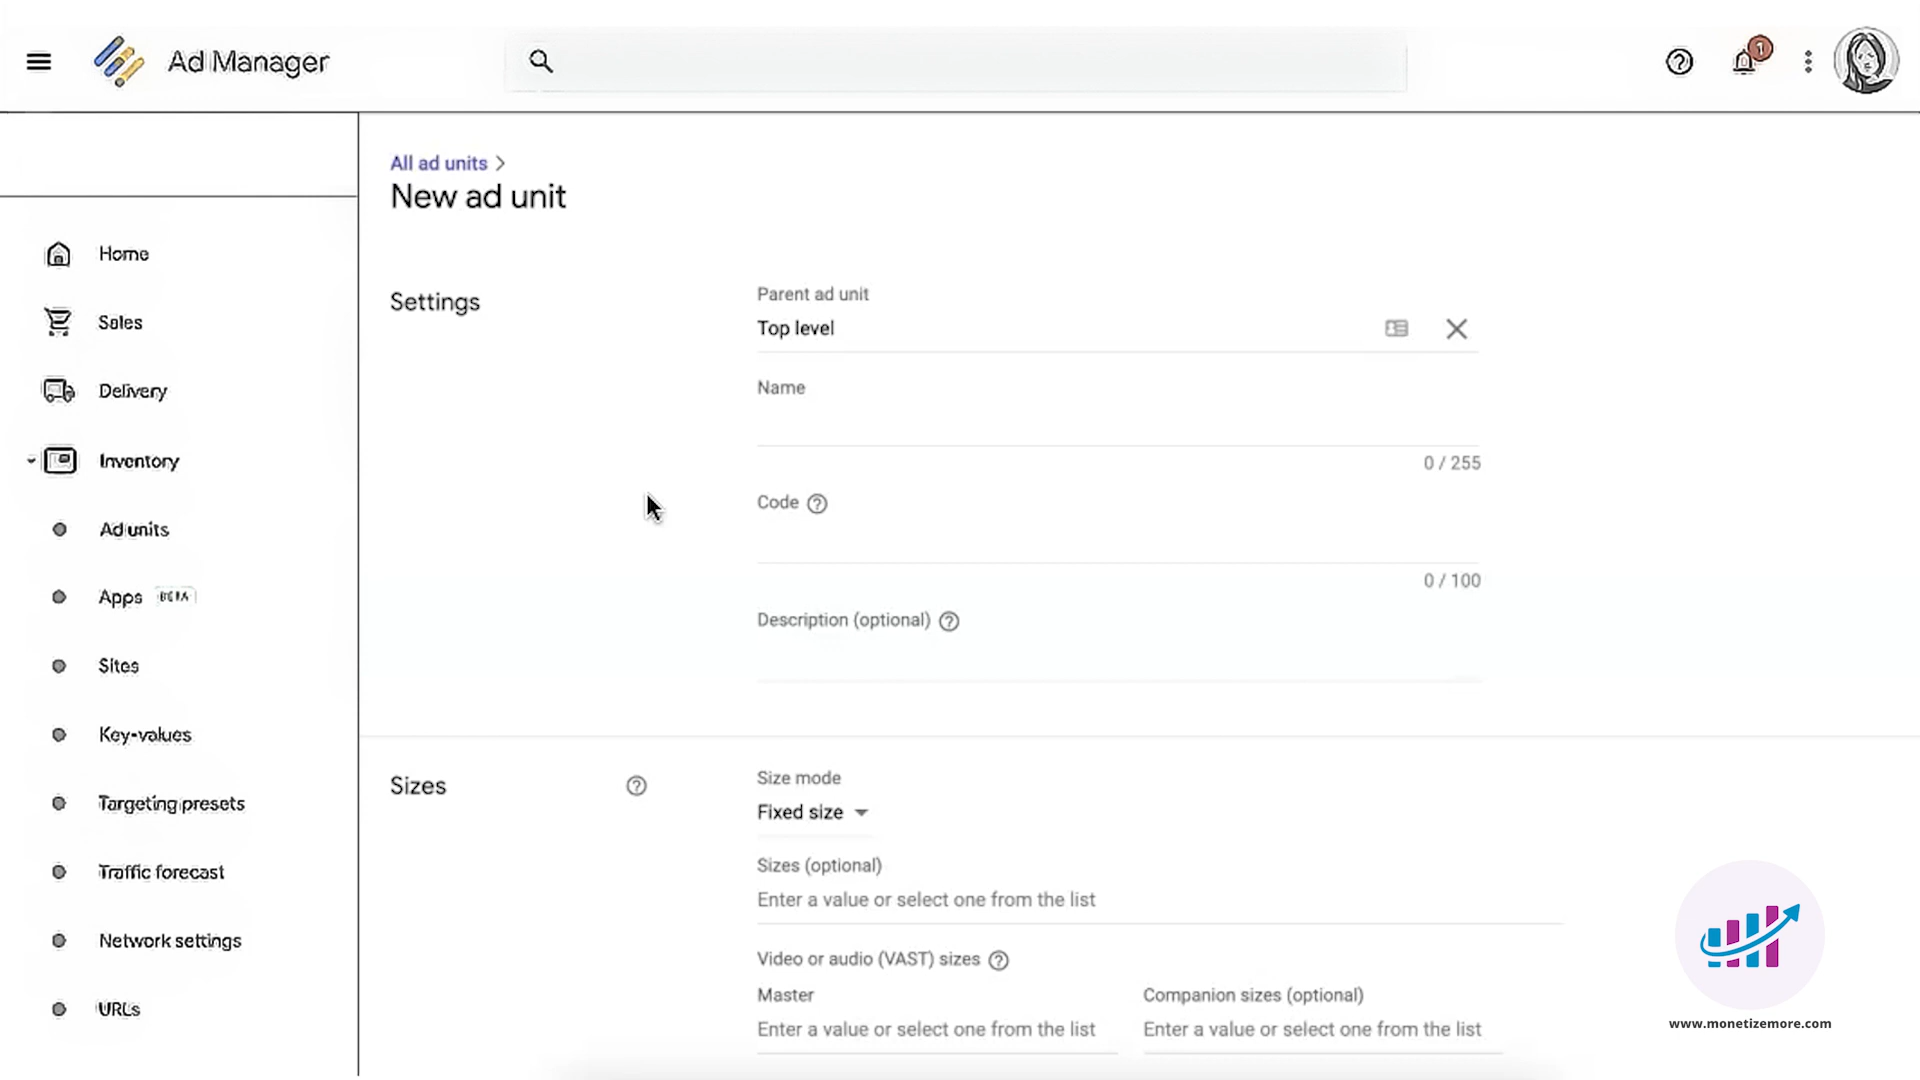 Ad Manager
1
All ad units
New ad unit
Home
Sales
Delivery
Inventory
Ad units
Apps BETA
Sites
Key-values
Targeting presets
Traffic forecast
Network settings
URLs
Settings
Parent ad unit
Top level
Name
0 / 255
Code
0 / 100
Description (optional)
Sizes
Size mode
Fixed size
Sizes (optional)
Enter a value or select one from the list
Video or audio (VAST) sizes
Master
Companion sizes (optional)
Enter a value or select one from the list
Enter a value or select one from the list
www.monetizemore.com